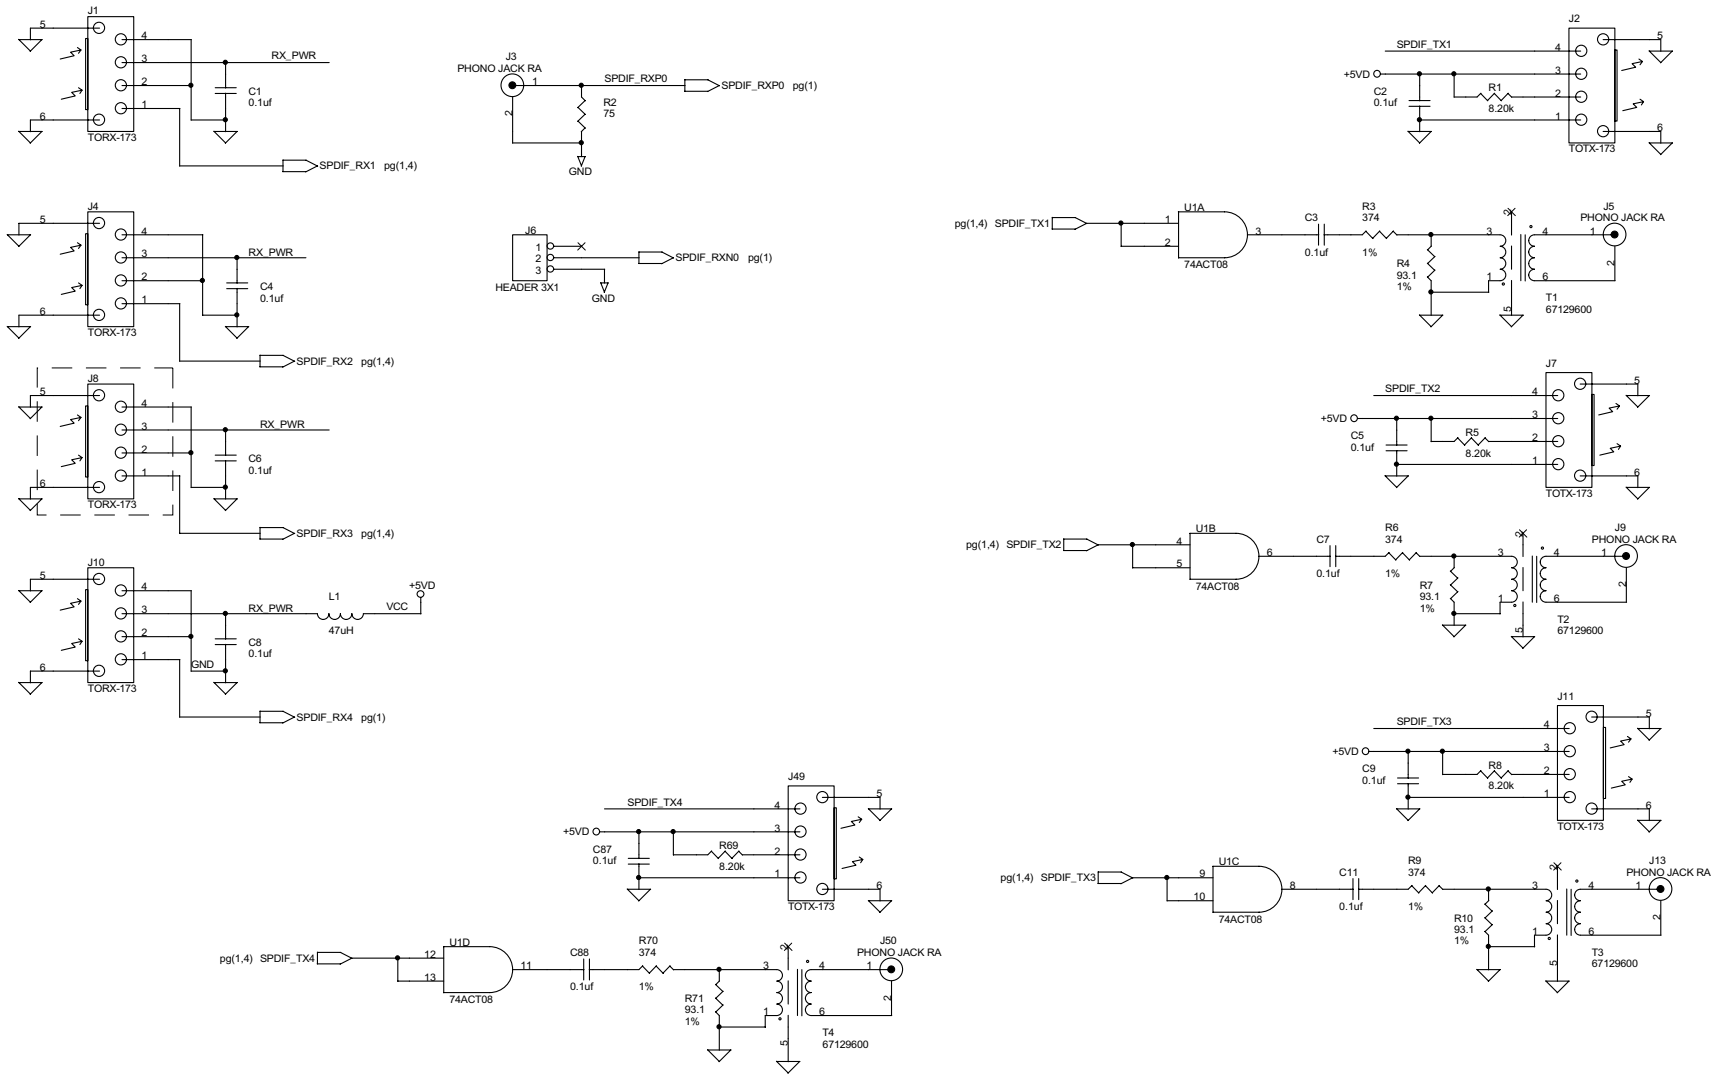 J1
5
4
3
2
1
6
RX_PWR
C1
0.1uf
TORX-173
SPDIF_RX1 pg(1,4)
J3
PHONO JACK RA
1
2
SPDIF_RXP0
SPDIF_RXP0 pg(1)
R2
75
GND
J2
SPDIF_TX1
+5VD
C2
0.1uf
R1
8.20k
4
3
2
1
5
6
TOTX-173
J4
5
4
3
2
1
6
RX_PWR
C4
0.1uf
TORX-173
SPDIF_RX2 pg(1,4)
J6
1
2
3
HEADER 3X1
SPDIF_RXN0 pg(1)
GND
pg(1,4) SPDIF_TX1
U1A
1
2
3
74ACT08
C3
0.1uf
R3
374
1%
R4
93.1
1%
3
1
2
5
4
6
T1
67129600
J5
PHONO JACK RA
1
2
J8
5
4
3
2
1
6
RX_PWR
C6
0.1uf
TORX-173
SPDIF_RX3 pg(1,4)
J7
SPDIF_TX2
+5VD
C5
0.1uf
R5
8.20k
4
3
2
1
5
6
TOTX-173
pg(1,4) SPDIF_TX2
U1B
4
5
6
74ACT08
C7
0.1uf
R6
374
1%
R7
93.1
1%
3
1
2
5
4
6
T2
67129600
J9
PHONO JACK RA
1
2
J10
5
4
3
2
1
6
RX_PWR
L1
47uH
VCC
+5VD
C8
0.1uf
GND
TORX-173
SPDIF_RX4 pg(1)
J11
SPDIF_TX3
+5VD
C9
0.1uf
R8
8.20k
4
3
2
1
5
6
TOTX-173
J49
SPDIF_TX4
+5VD
C87
0.1uf
R69
8.20k
4
3
2
1
5
6
TOTX-173
pg(1,4) SPDIF_TX3
U1C
9
10
8
74ACT08
C11
0.1uf
R9
374
1%
R10
93.1
1%
3
1
2
5
4
6
T3
67129600
J13
PHONO JACK RA
1
2
pg(1,4) SPDIF_TX4
U1D
12
13
11
74ACT08
C88
0.1uf
R70
374
1%
R71
93.1
1%
3
1
2
5
4
6
T4
67129600
J50
PHONO JACK RA
1
2